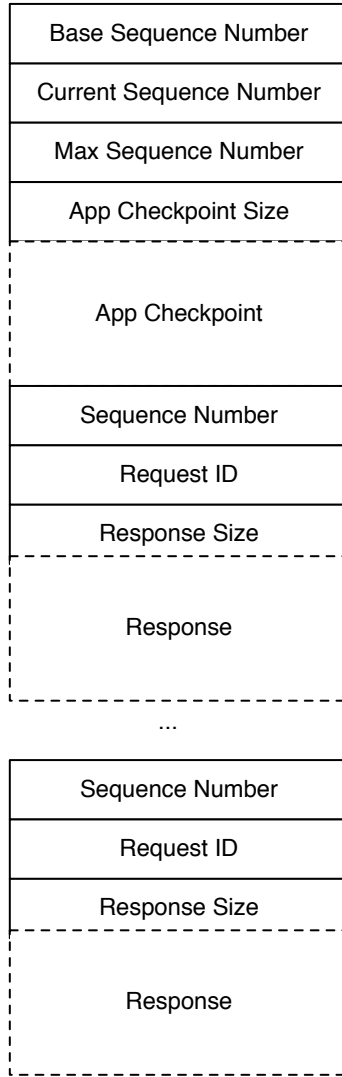 Base Sequence Number
Current Sequence Number
Max Sequence Number
App Checkpoint Size
App Checkpoint
Sequence Number
Request ID
Response Size
Response
...
Sequence Number
Request ID
Response Size
Response